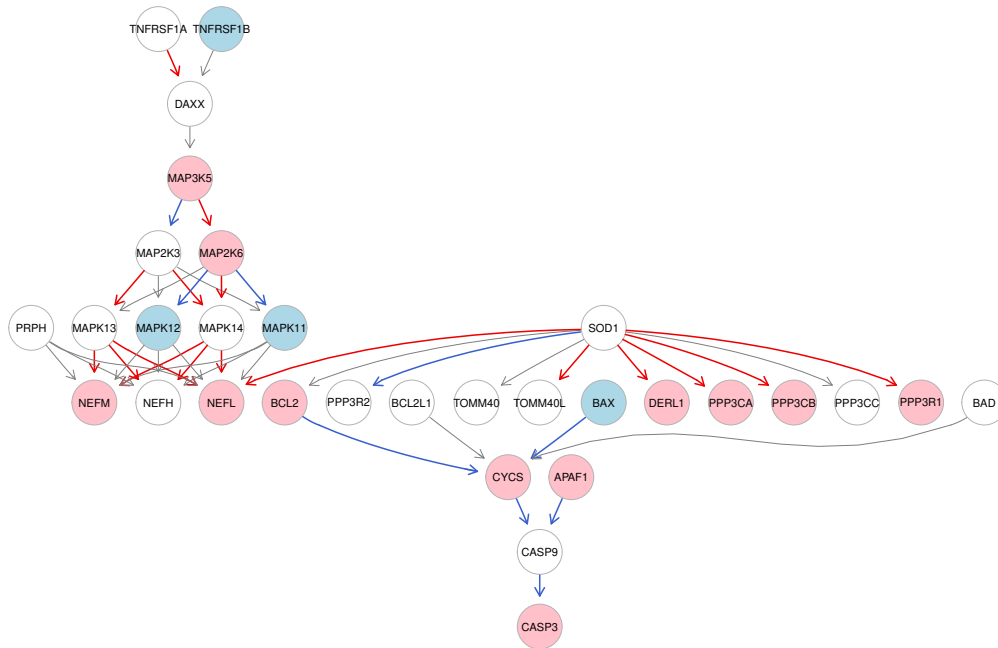 TNFRSF1A TNFRSF1B
DAXX
MAP3K5
MAP2K3 MAP2K6
PRPH MAPK13 MAPK12 MAPK14 MAPK11 SOD1
NEFM NEFH NEFL BCL2 PPP3R2 BCL2L1 TOMM40 TOMM40L BAX DERL1 PPP3CA PPP3CB PPP3CC PPP3R1 BAD
CYCS APAF1
CASP9
CASP3